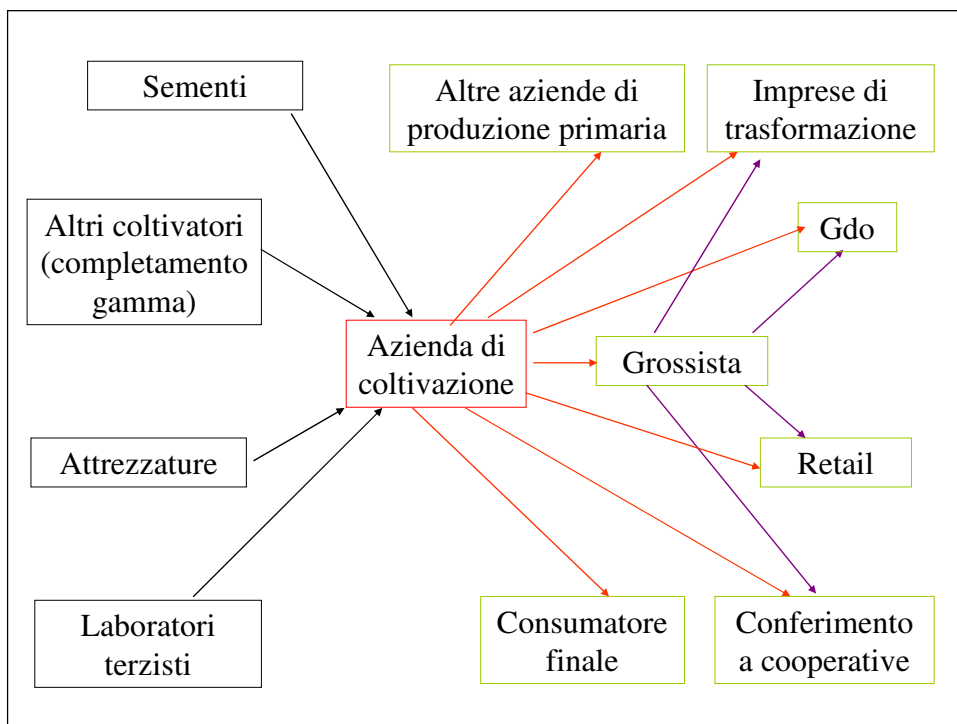 Sementi
Altre aziende di
produzione primaria
Imprese di
trasformazione
Altri coltivatori
(completamento
gamma)
Gdo
Azienda di
coltivazione
Grossista
Attrezzature
Retail
Laboratori
terzisti
Consumatore
finale
Conferimento
a cooperative